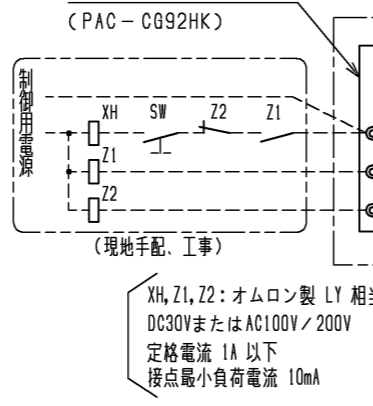 (PAC-CG92HK)
制御用電源
XH SW Z2 Z1
Z1
Z2
(現地手配、工事)
XH,Z1,Z2:オムロン製 LY 相当
DC30VまたはAC100V/200V
定格電流 1A 以下
接点最小負荷電流 10mA